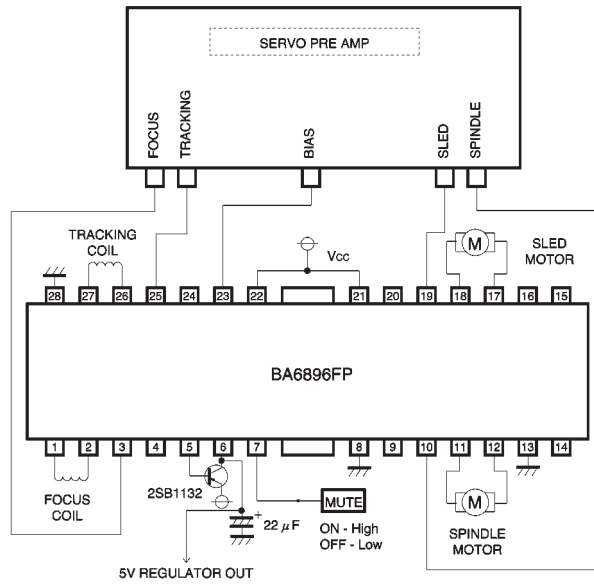 SERVO PRE AMP
FOCUS
TRACKING
BIAS
SLED
SPINDLE
TRACKING
COIL
Vcc
M
SLED
MOTOR
28 27 26 25 24 23 22 21 20 19 18 17 16 15
BA6896FP
1 2 3 4 5 6 7 8 9 10 11 12 13 14
FOCUS
COIL
2SB1132
+
22 μF
MUTE
ON - High
OFF - Low
M
SPINDLE
MOTOR
5V REGULATOR OUT